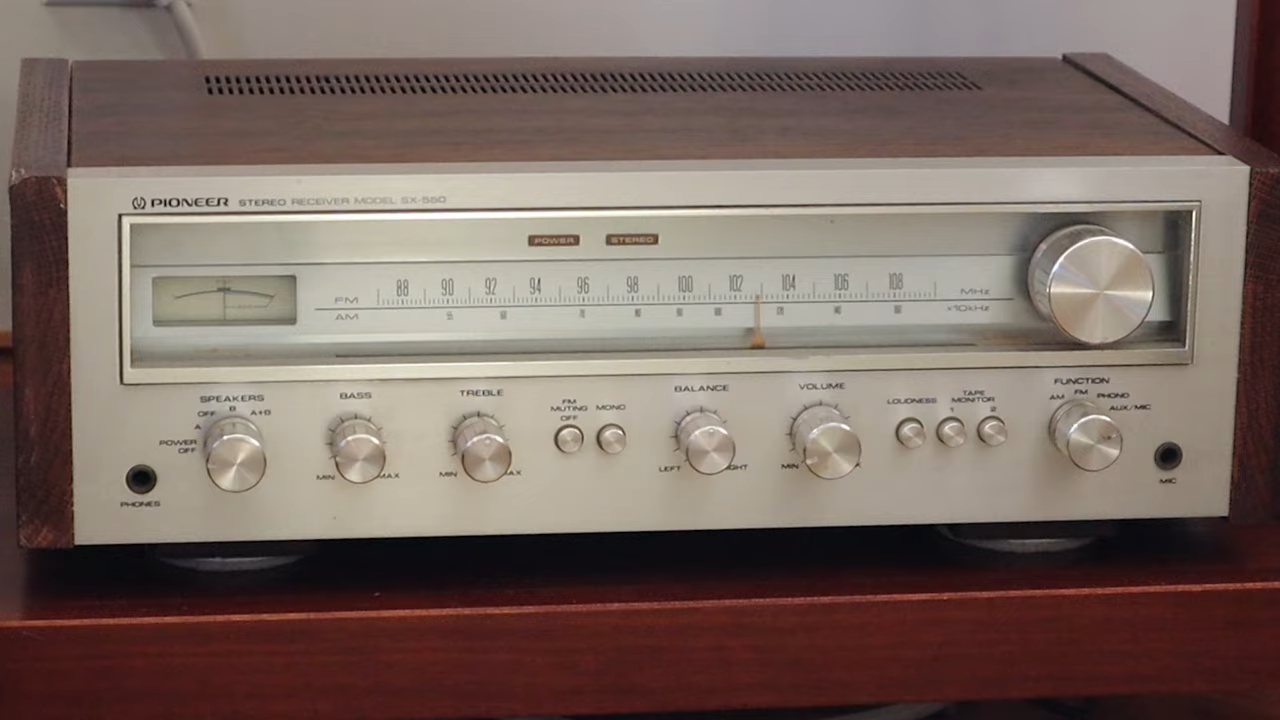 PIONEER STEREO RECEIVER MODEL SX-550
POWER STEREO
88 90 92 94 96 98 100 102 104 106 108
FM MHz
AM ×10kHz
SPEAKERS
OFF B A+B
A
POWER OFF
BASS
MIN MAX
TREBLE
MIN
FM MUTING
OFF
MONO
BALANCE
LEFT
VOLUME
MIN
LOUDNESS
TAPE MONITOR
1 2
FUNCTION
AM FM PHONO
AUX/MIC
PHONES
MIC